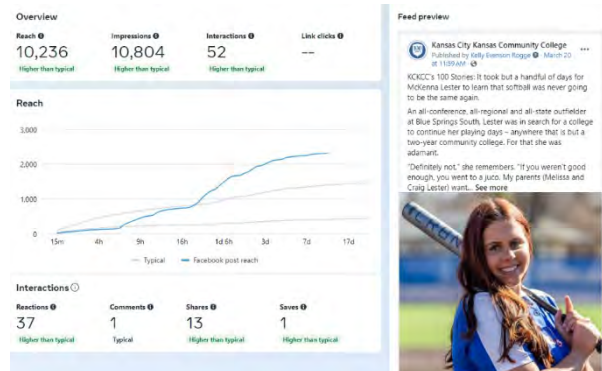 Overview
Reach Impressions Interactions Link clicks
10,236 10,804 52 --
Higher than typical Higher than typical Higher than typical
Reach
3,000
2,000
1,000
0
15m 4h 9h 16h 1d 6h 3d 7d 17d
Typical Facebook post reach
Interactions
Reactions Comments Shares Saves
37 1 13 1
Higher than typical Typical Higher than typical Higher than typical
Feed preview
Kansas City Kansas Community College
Published by Kelly Rogge · March 20
at 11:39 AM ·
KCKCC's 100 Stories: It took but a handful of days for
McKenna Lester to learn that softball was never going
to be the same again.
An all-conference, all-regional and all-state outfielder
at Blue Springs South, Lester was in search for a college
to continue her playing days – anywhere that is but a
two-year community college. For that she was
adamant.
"Definitely not," she remembers. "If you weren't good
enough, you went to a juco. My parents (Melissa and
Craig Lester) want... See more